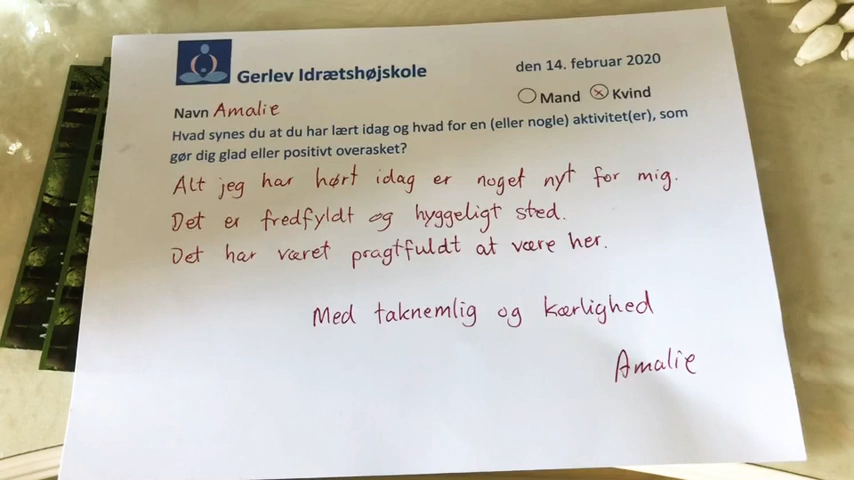 Gerlev Idrætshøjskole
den 14. februar 2020
Navn Amalie
Mand Kvind
Hvad synes du at du har lært idag og hvad for en (eller nogle) aktivitet(er), som
gør dig glad eller positivt overasket?
Alt jeg har hørt idag er noget nyt for mig.
Det er fredfyldt og hyggeligt sted.
Det har været pragtfuldt at være her.
Med taknemlig og kærlighed
Amalie